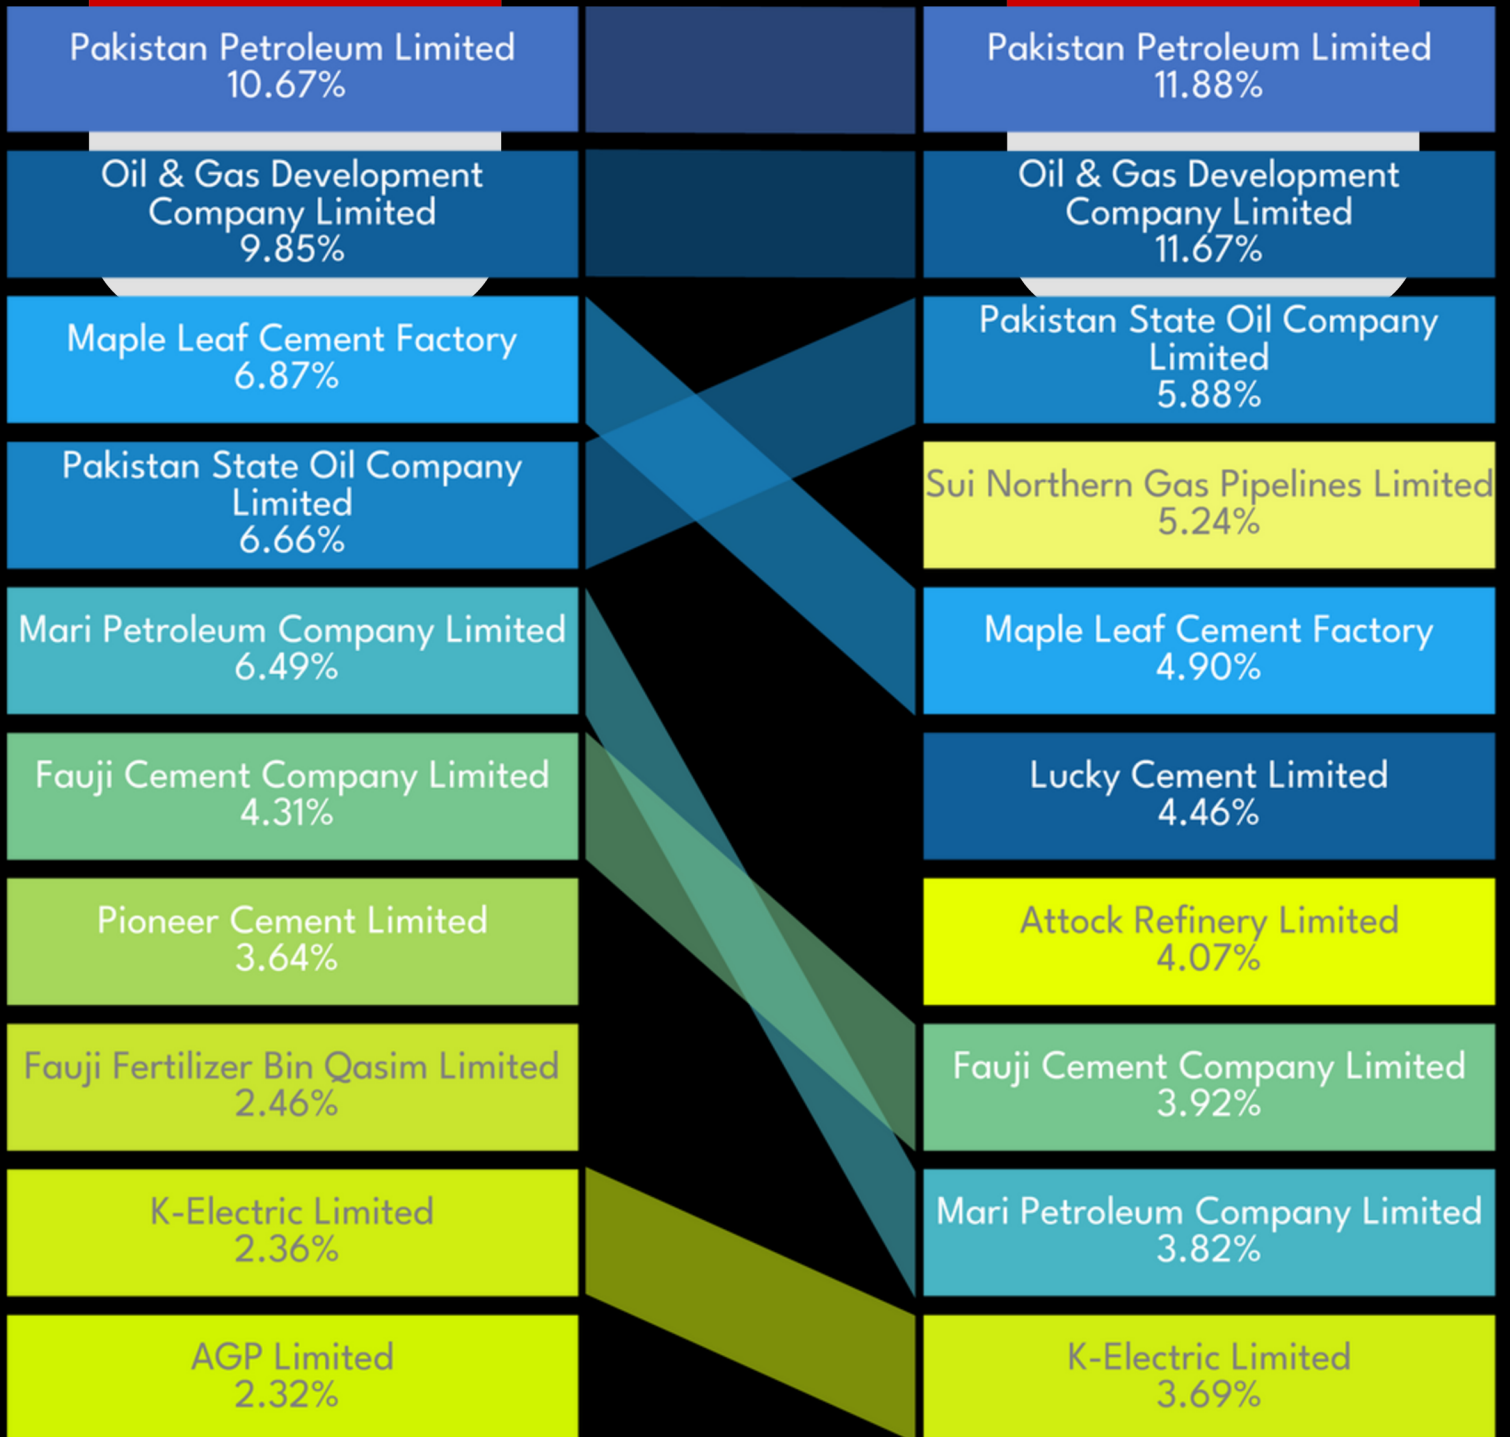 Pakistan Petroleum Limited
10.67%
Oil & Gas Development
Company Limited
9.85%
Maple Leaf Cement Factory
6.87%
Pakistan State Oil Company
Limited
6.66%
Mari Petroleum Company Limited
6.49%
Fauji Cement Company Limited
4.31%
Pioneer Cement Limited
3.64%
Fauji Fertilizer Bin Qasim Limited
2.46%
K-Electric Limited
2.36%
AGP Limited
2.32%
Pakistan Petroleum Limited
11.88%
Oil & Gas Development
Company Limited
11.67%
Pakistan State Oil Company
Limited
5.88%
Sui Northern Gas Pipelines Limited
5.24%
Maple Leaf Cement Factory
4.90%
Lucky Cement Limited
4.46%
Attock Refinery Limited
4.07%
Fauji Cement Company Limited
3.92%
Mari Petroleum Company Limited
3.82%
K-Electric Limited
3.69%